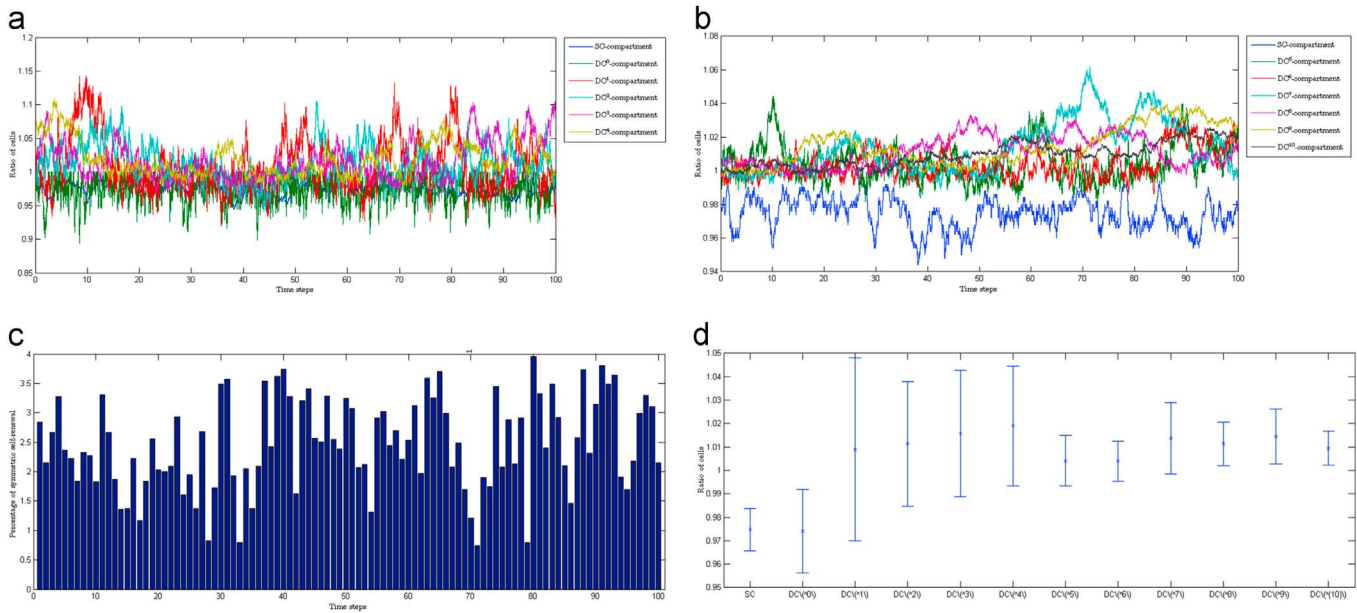 a
1.2
1.15
1.1
1.05
1
0.95
0.9
0.85
Ratio of cells
0 10 20 30 40 50 60 70 80 90 100
Time steps
SC-compartment
DC⁰-compartment
DC¹-compartment
DC²-compartment
DC³-compartment
DC⁴-compartment
b
1.08
1.06
1.04
1.02
1
0.98
0.96
0.94
Ratio of cells
0 10 20 30 40 50 60 70 80 90 100
Time steps
SC-compartment
DC⁵-compartment
DC⁶-compartment
DC⁷-compartment
DC⁸-compartment
DC⁹-compartment
DC¹⁰-compartment
c
1
4
3
2
1
0
Percentage of symmetric self-renewal
0 10 20 30 40 50 60 70 80 90 100
Time steps
d
1.05
1.04
1.03
1.02
1.01
1
0.99
0.98
0.97
0.96
0.95
Ratio of cells
SC DC\(^0\) DC\(^1\) DC\(^2\) DC\(^3\) DC\(^4\) DC\(^5\) DC\(^6\) DC\(^7\) DC\(^8\) DC\(^9\) DC\(^{10}\)